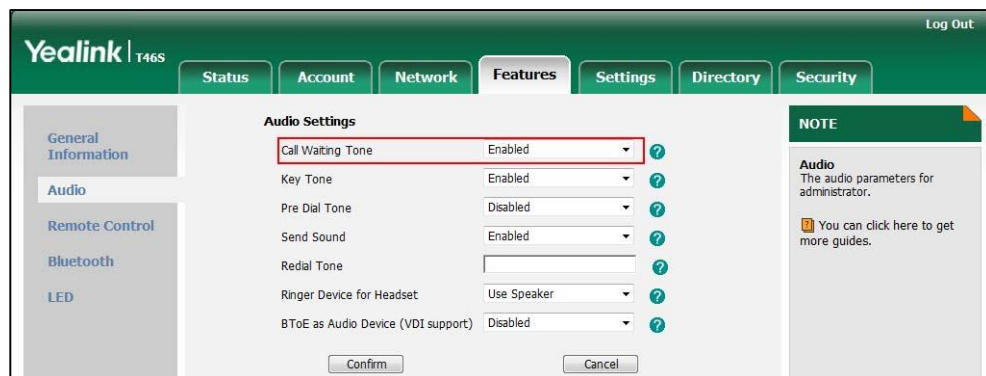 Log Out
Yealink | T46S
Status Account Network Features Settings Directory Security
General
Information
Audio
Remote Control
Bluetooth
LED
Audio Settings
Call Waiting Tone Enabled
Key Tone Enabled
Pre Dial Tone Disabled
Send Sound Enabled
Redial Tone
Ringer Device for Headset Use Speaker
BToE as Audio Device (VDI support) Disabled
Confirm Cancel
NOTE
Audio
The audio parameters for
administrator.
You can click here to get
more guides.